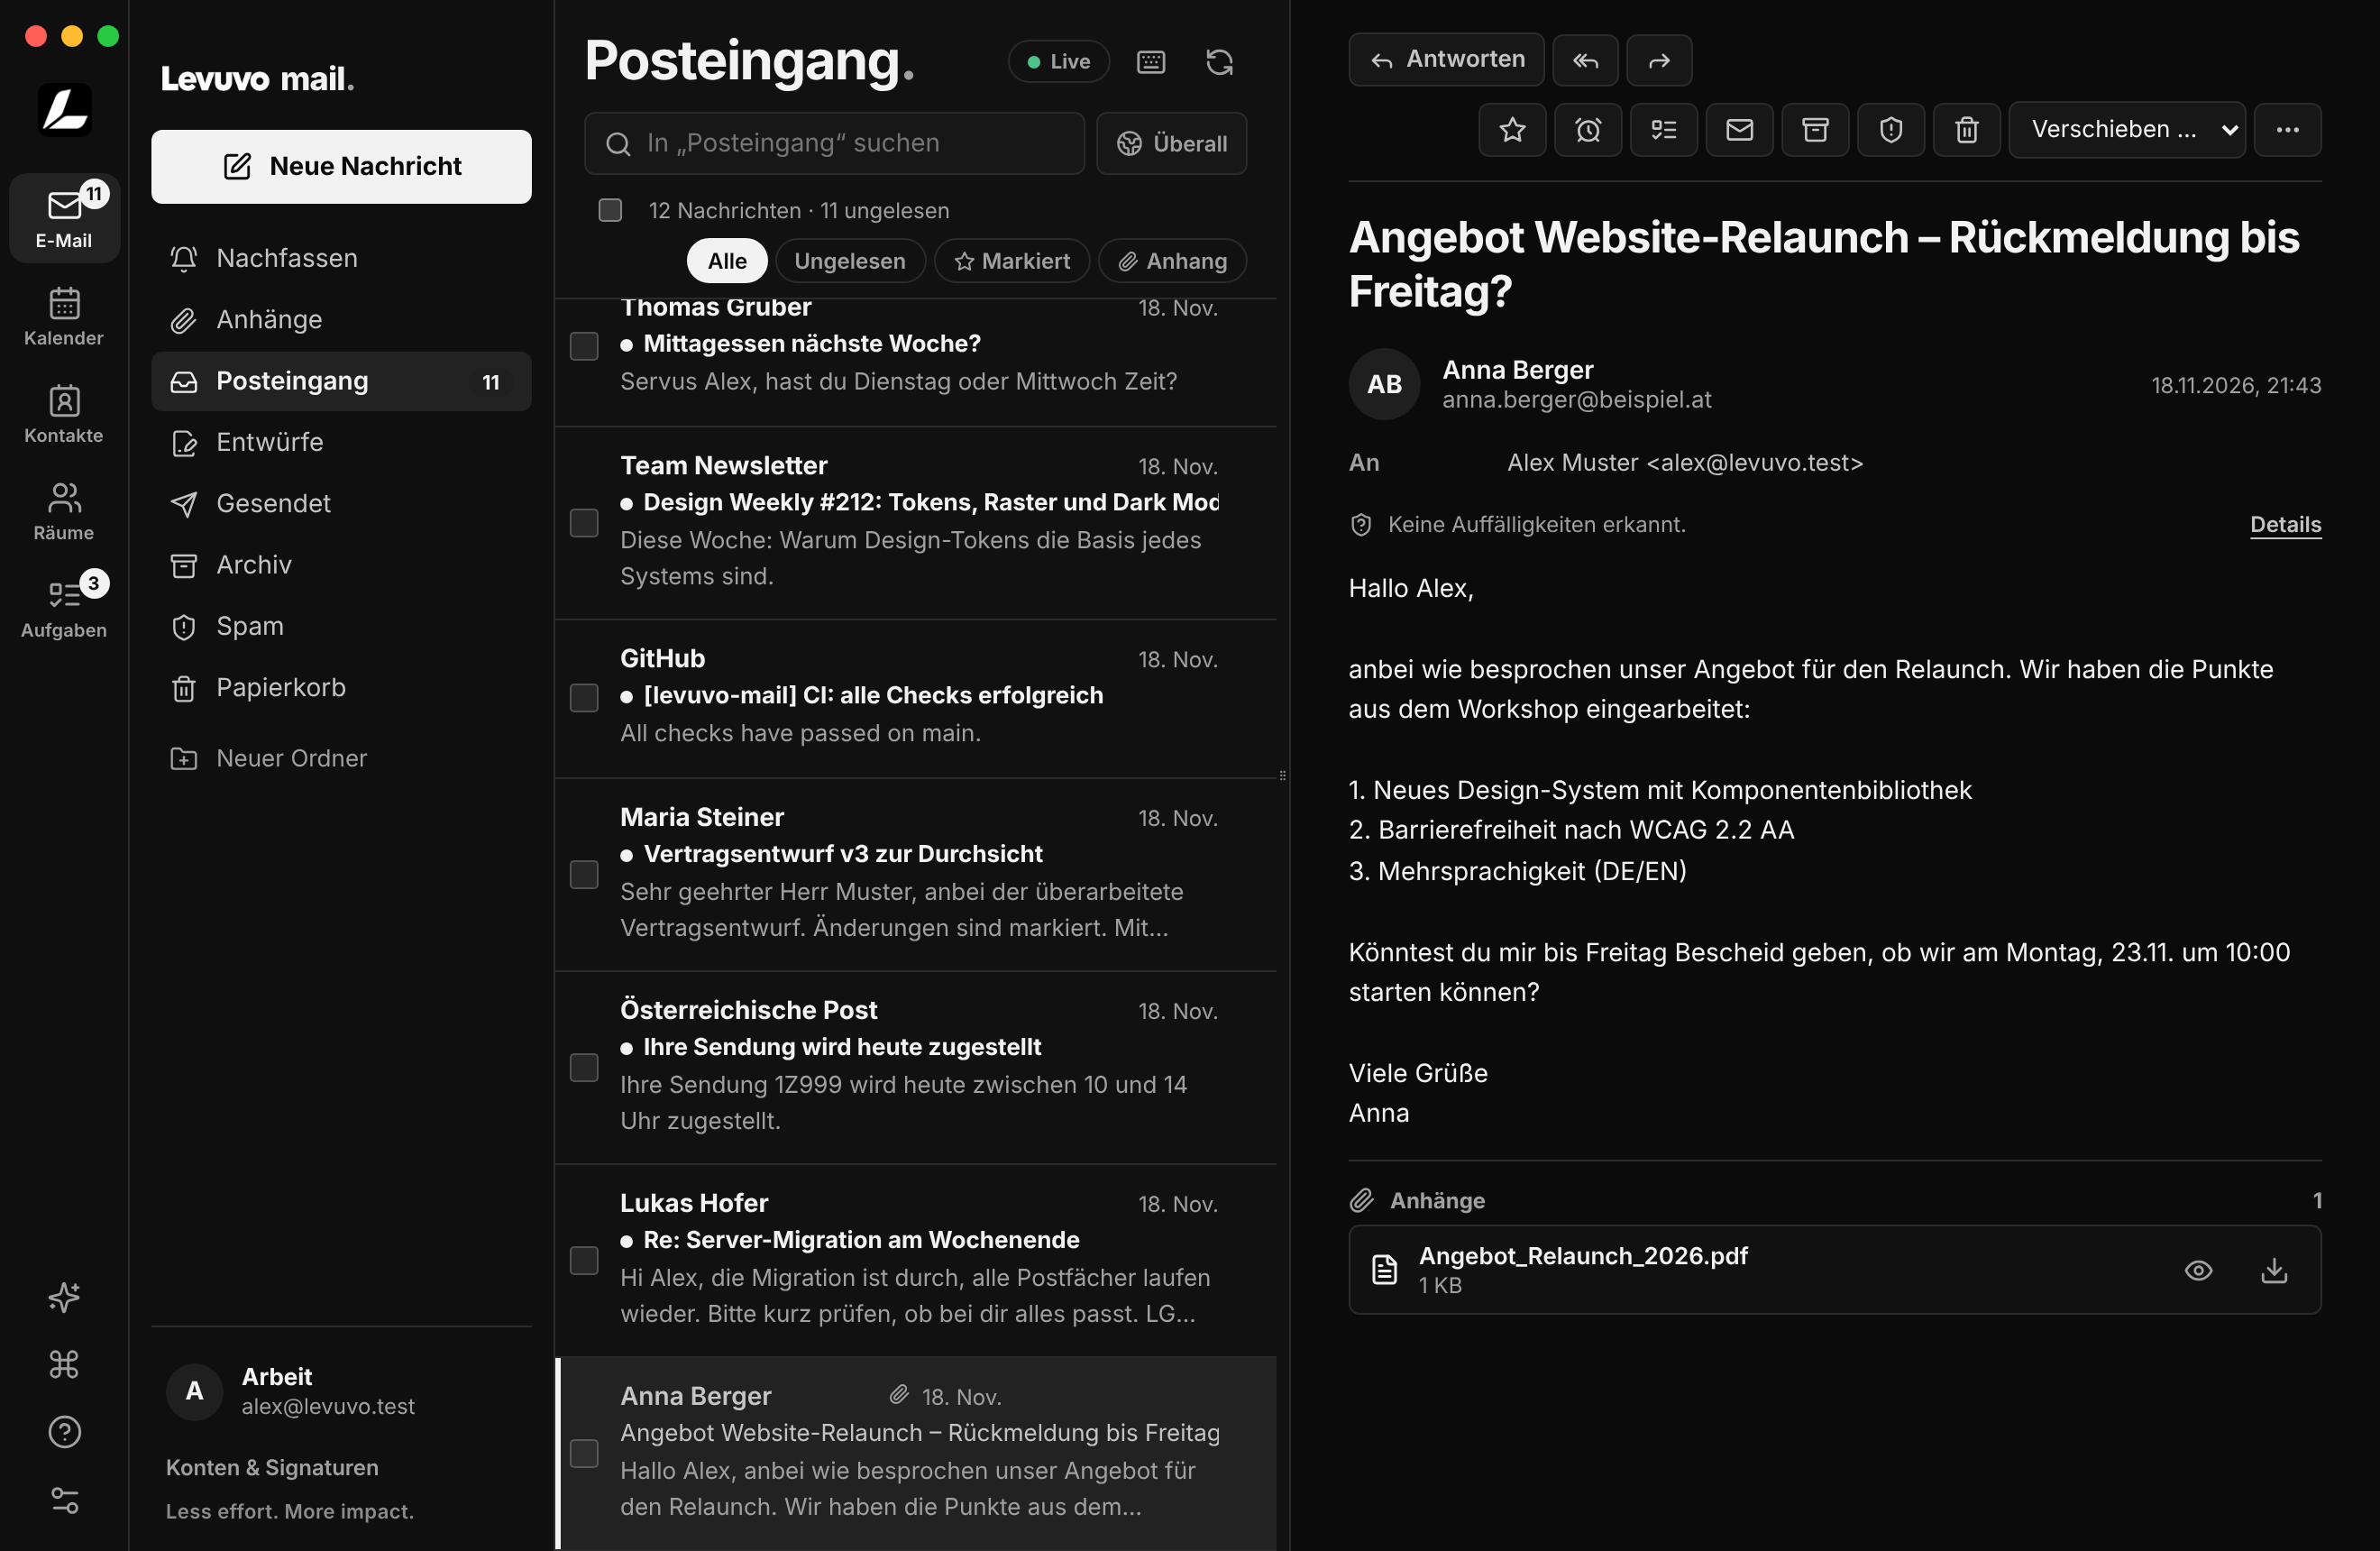 Levuvo mail.
Neue Nachricht
11
E-Mail
Kalender
Kontakte
Räume
3
Aufgaben
Nachfassen
Anhänge
Posteingang 11
Entwürfe
Gesendet
Archiv
Spam
Papierkorb
Neuer Ordner
A
Arbeit
alex@levuvo.test
Konten & Signaturen
Less effort. More impact.
Posteingang.
Live
In „Posteingang“ suchen
Überall
12 Nachrichten · 11 ungelesen
Alle Ungelesen Markiert Anhang
Thomas Gruber 18. Nov.
Mittagessen nächste Woche?
Servus Alex, hast du Dienstag oder Mittwoch Zeit?
Team Newsletter 18. Nov.
Design Weekly #212: Tokens, Raster und Dark Mod
Diese Woche: Warum Design-Tokens die Basis jedes
Systems sind.
GitHub 18. Nov.
[levuvo-mail] CI: alle Checks erfolgreich
All checks have passed on main.
Maria Steiner 18. Nov.
Vertragsentwurf v3 zur Durchsicht
Sehr geehrter Herr Muster, anbei der überarbeitete
Vertragsentwurf. Änderungen sind markiert. Mit...
Österreichische Post 18. Nov.
Ihre Sendung wird heute zugestellt
Ihre Sendung 1Z999 wird heute zwischen 10 und 14
Uhr zugestellt.
Lukas Hofer 18. Nov.
Re: Server-Migration am Wochenende
Hi Alex, die Migration ist durch, alle Postfächer laufen
wieder. Bitte kurz prüfen, ob bei dir alles passt. LG...
Anna Berger 18. Nov.
Angebot Website-Relaunch – Rückmeldung bis Freitag
Hallo Alex, anbei wie besprochen unser Angebot für
den Relaunch. Wir haben die Punkte aus dem...
Antworten
Verschieben ...
Angebot Website-Relaunch – Rückmeldung bis
Freitag?
AB
Anna Berger
anna.berger@beispiel.at
18.11.2026, 21:43
An Alex Muster <alex@levuvo.test>
Keine Auffälligkeiten erkannt. Details
Hallo Alex,
anbei wie besprochen unser Angebot für den Relaunch. Wir haben die Punkte
aus dem Workshop eingearbeitet:
1. Neues Design-System mit Komponentenbibliothek
2. Barrierefreiheit nach WCAG 2.2 AA
3. Mehrsprachigkeit (DE/EN)
Könntest du mir bis Freitag Bescheid geben, ob wir am Montag, 23.11. um 10:00
starten können?
Viele Grüße
Anna
Anhänge 1
Angebot_Relaunch_2026.pdf
1 KB